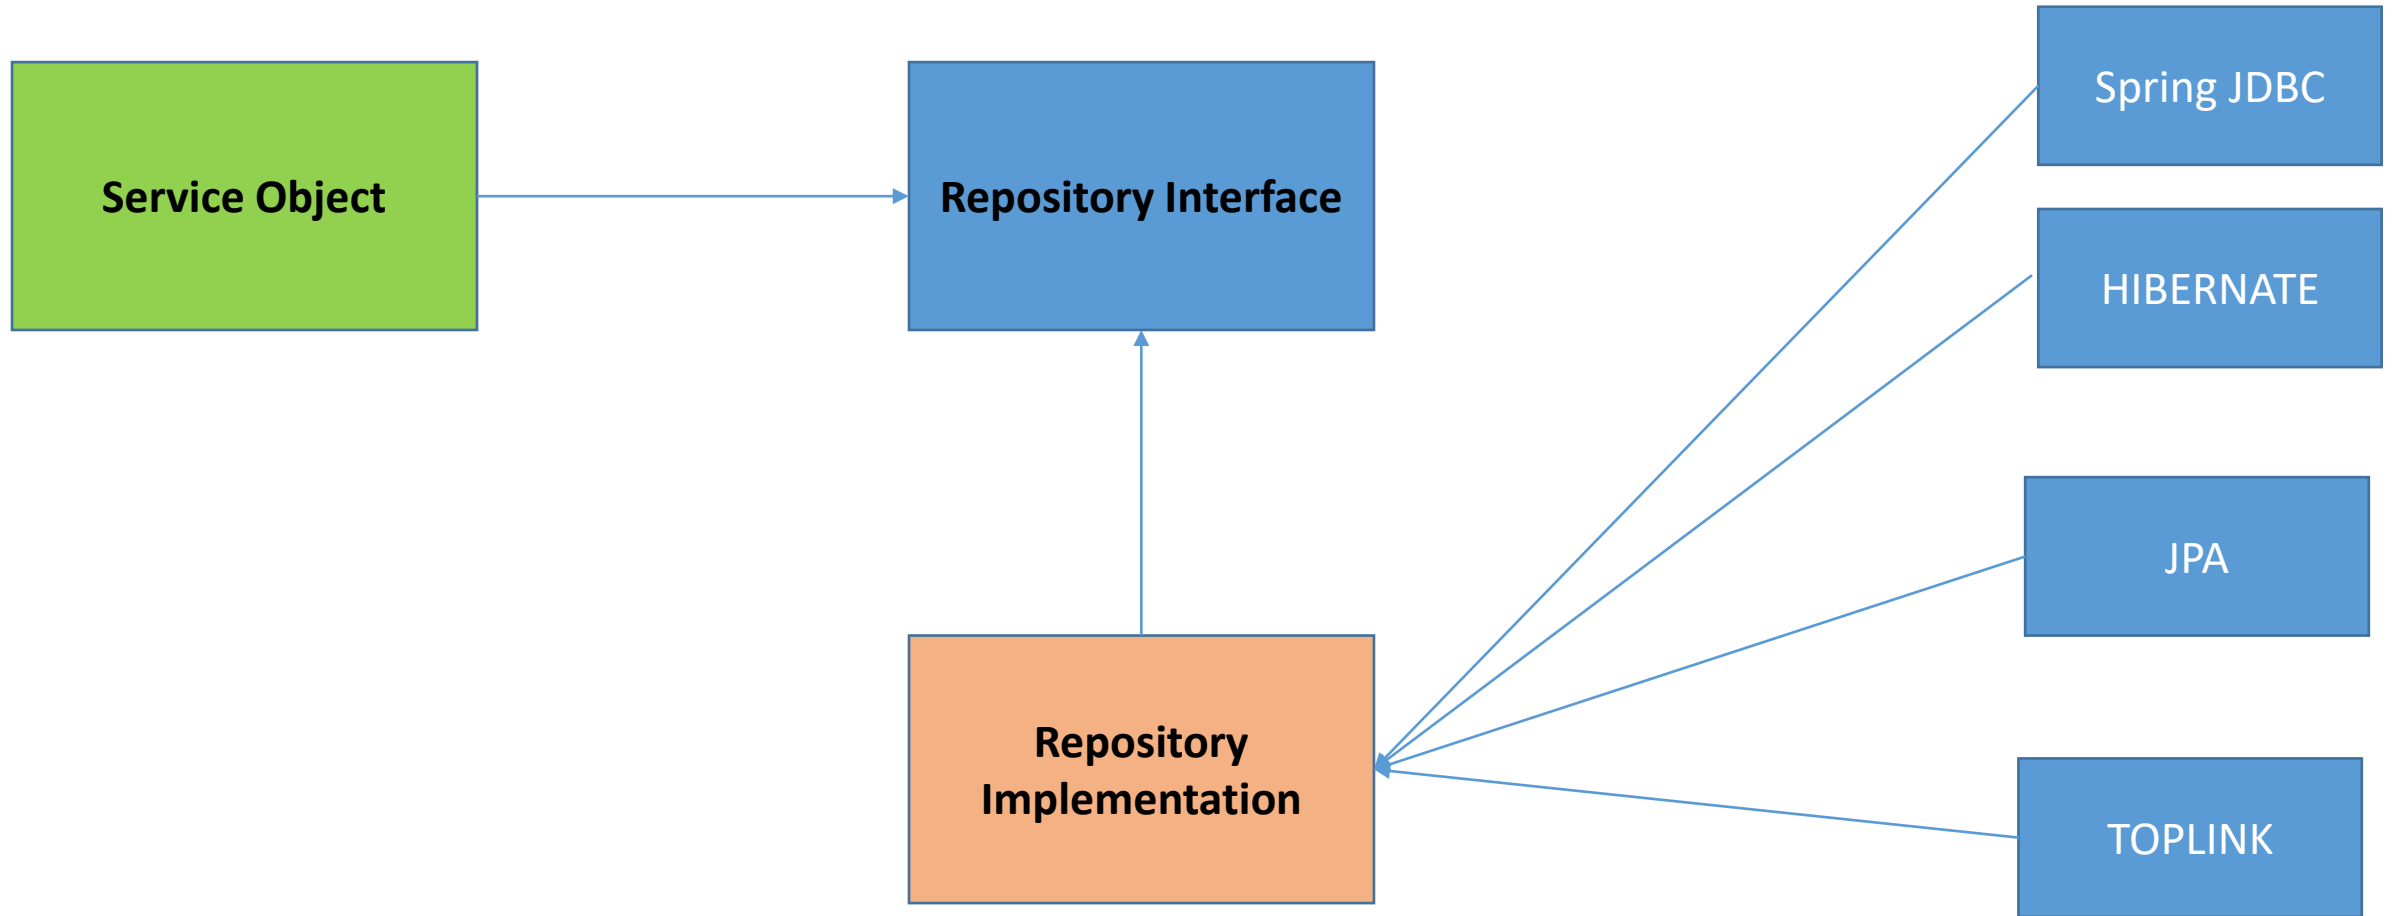 Service Object
Repository Interface
Spring JDBC
HIBERNATE
JPA
Repository
Implementation
TOPLINK